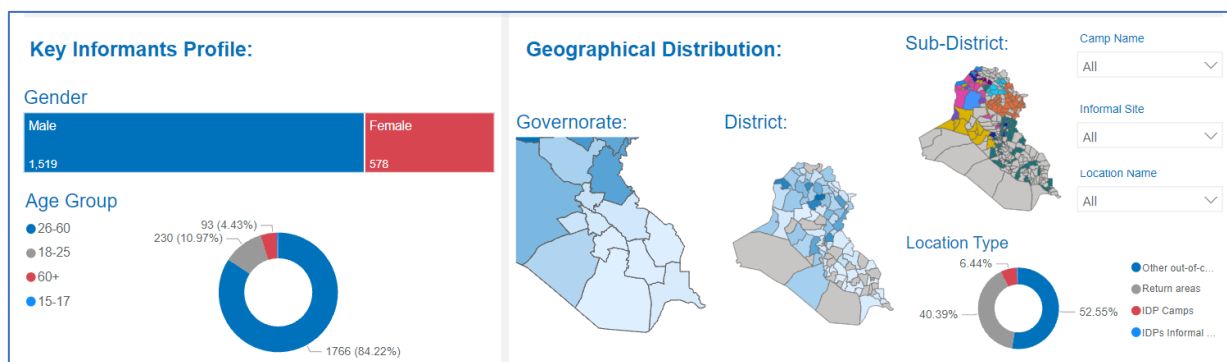 Key Informants Profile:
Gender
Male
Female
1,519
578
Age Group
26-60
18-25
60+
15-17
93 (4.43%)
230 (10.97%)
1766 (84.22%)
Geographical Distribution:
Governorate:
District:
Sub-District:
Camp Name
All
Informal Site
All
Location Name
All
Location Type
6.44%
40.39%
52.55%
Other out-of-c...
Return areas
IDP Camps
IDPs Informal ...